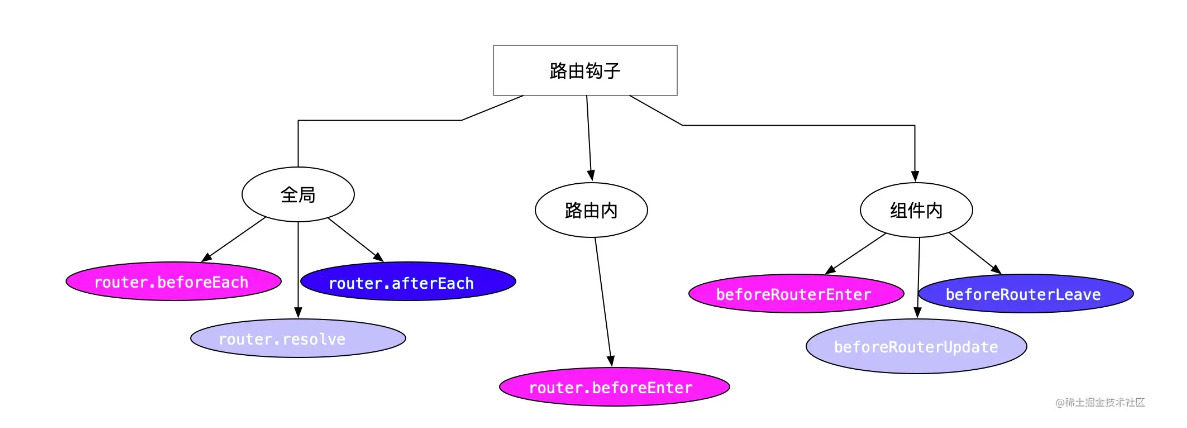 路由钩子
全局
路由内
组件内
router.beforeEach
router.afterEach
beforeRouterEnter
beforeRouterLeave
router.resolve
beforeRouterUpdate
router.beforeEnter
@稀土掘金技术社区